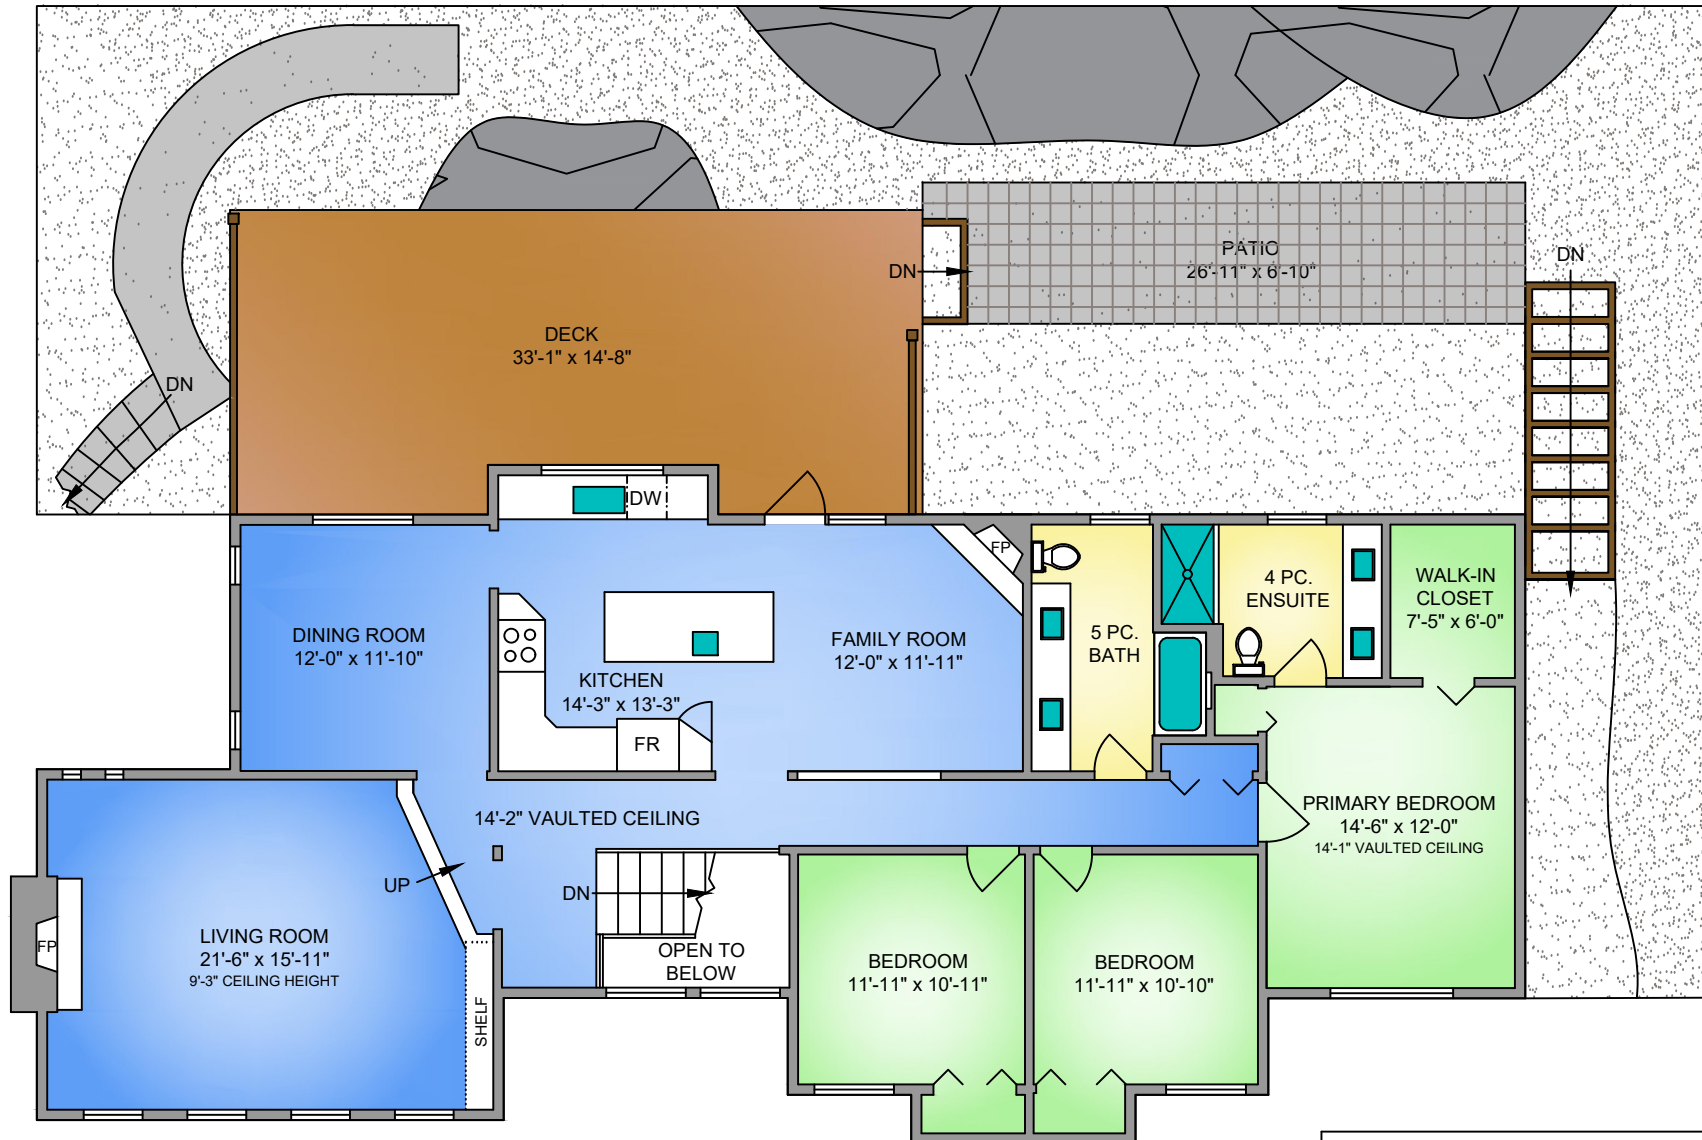 DN
DECK
33'-1" x 14'-8"
DN
PATIO
26'-11" x 6'-10"
DN
DW
FP
DINING ROOM
12'-0" x 11'-10"
KITCHEN
14'-3" x 13'-3"
FR
FAMILY ROOM
12'-0" x 11'-11"
5 PC.
BATH
4 PC.
ENSUITE
WALK-IN
CLOSET
7'-5" x 6'-0"
14'-2" VAULTED CEILING
PRIMARY BEDROOM
14'-6" x 12'-0"
14'-1" VAULTED CEILING
UP
DN
FP
LIVING ROOM
21'-6" x 15'-11"
9'-3" CEILING HEIGHT
SHELF
OPEN TO
BELOW
BEDROOM
11'-11" x 10'-11"
BEDROOM
11'-11" x 10'-10"